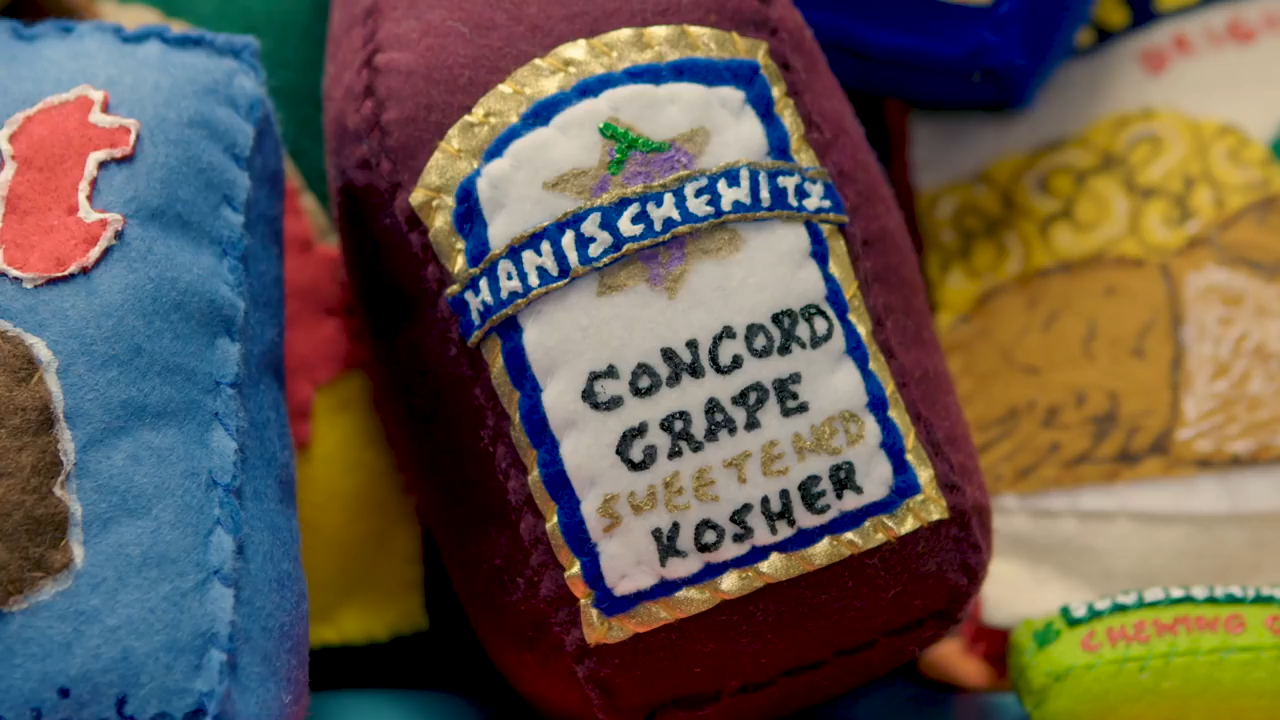 t
MANISCHEWITZ
CONCORD
GRAPE
SWEETENED
KOSHER
CHEWING